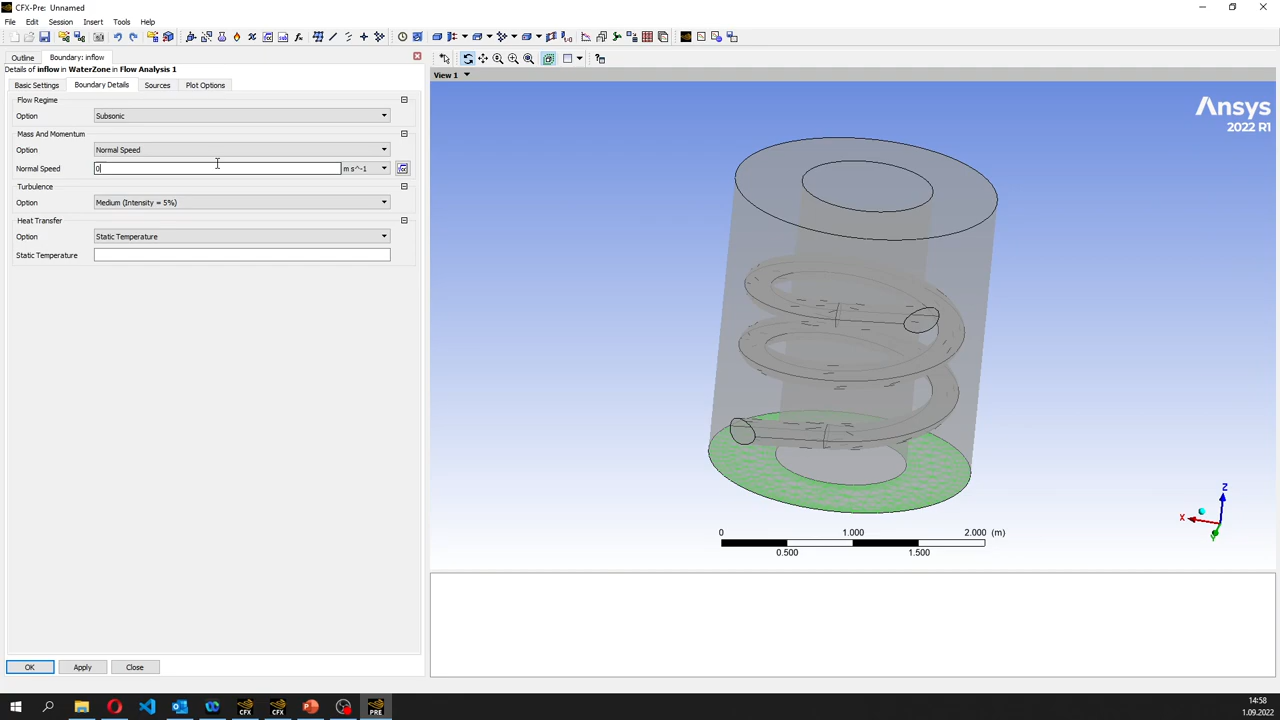 CFX-Pre: Unnamed
File Edit Session Insert Tools Help
Outline Boundary: inflow
Details of inflow in WaterZone in Flow Analysis 1
Basic Settings Boundary Details Sources Plot Options
Flow Regime
Option Subsonic
Mass And Momentum
Option Normal Speed
Normal Speed 0 m s^-1
Turbulence
Option Medium (Intensity = 5%)
Heat Transfer
Option Static Temperature
Static Temperature
OK Apply Close
View 1
Ansys
2022 R1
0 1.000 2.000 (m)
0.500 1.500
Z
X
Y
CFX CFX PRE
14:58
1.09.2022